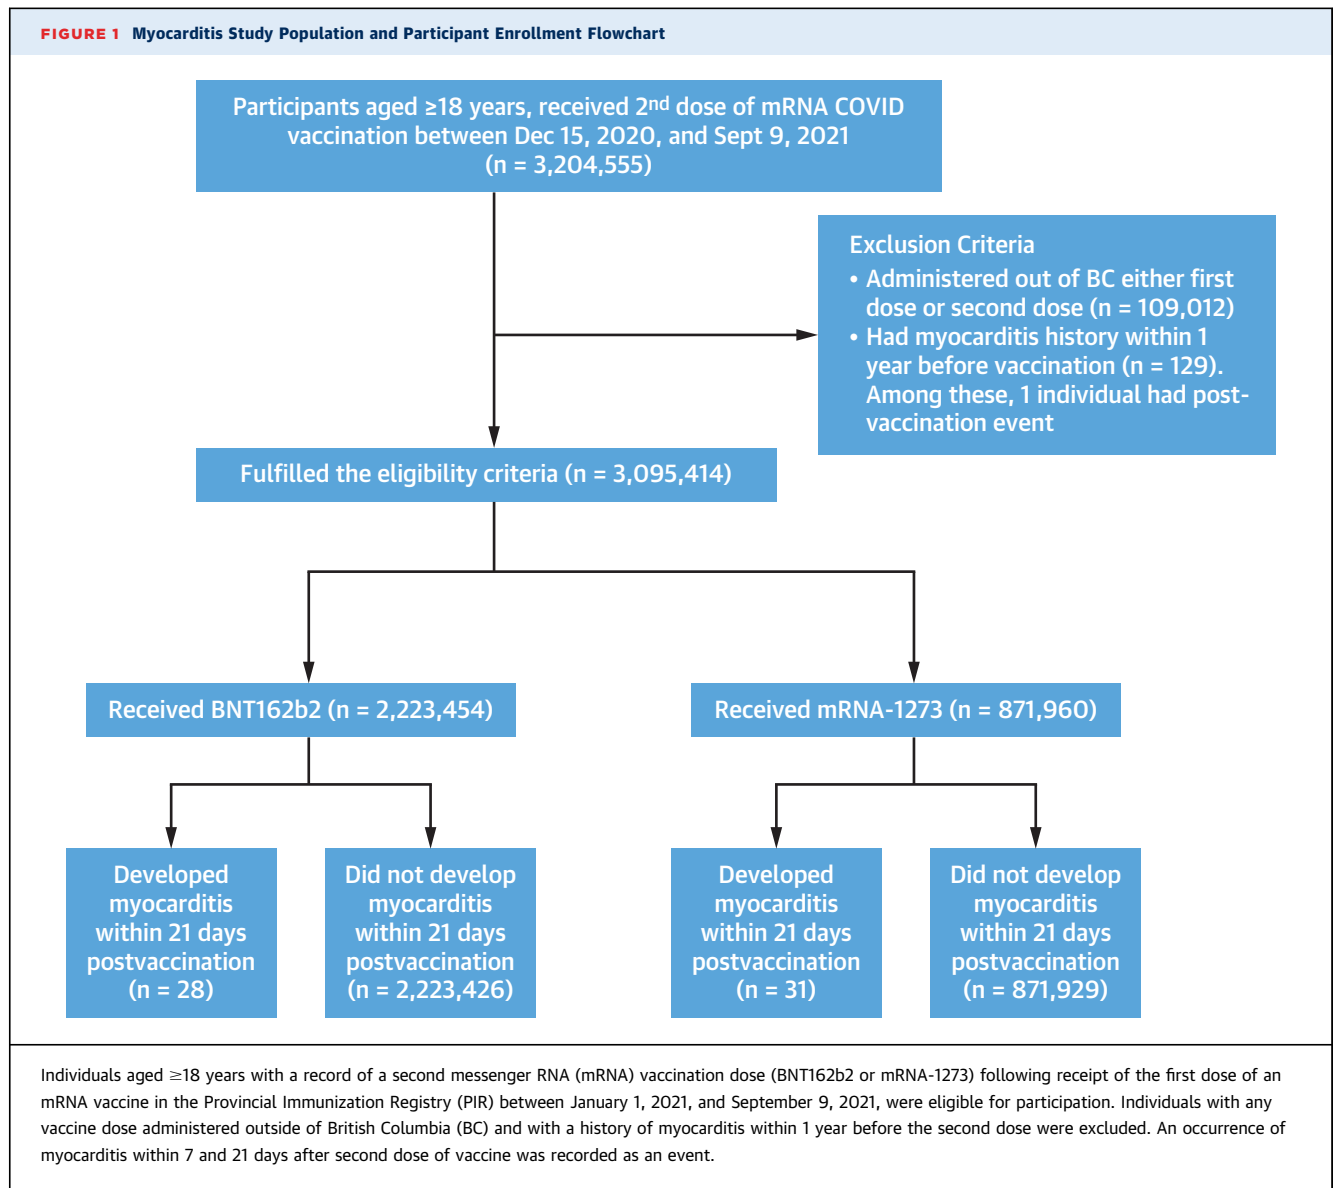 FIGURE 1 Myocarditis Study Population and Participant Enrollment Flowchart
Participants aged ≥18 years, received 2nd dose of mRNA COVID
vaccination between Dec 15, 2020, and Sept 9, 2021
(n = 3,204,555)
Exclusion Criteria
• Administered out of BC either first
dose or second dose (n = 109,012)
• Had myocarditis history within 1
year before vaccination (n = 129).
Among these, 1 individual had post-
vaccination event
Fulfilled the eligibility criteria (n = 3,095,414)
Received BNT162b2 (n = 2,223,454)
Received mRNA-1273 (n = 871,960)
Developed
myocarditis
within 21 days
postvaccination
(n = 28)
Did not develop
myocarditis
within 21 days
postvaccination
(n = 2,223,426)
Developed
myocarditis
within 21 days
postvaccination
(n = 31)
Did not develop
myocarditis
within 21 days
postvaccination
(n = 871,929)
Individuals aged ≥18 years with a record of a second messenger RNA (mRNA) vaccination dose (BNT162b2 or mRNA-1273) following receipt of the first dose of an
mRNA vaccine in the Provincial Immunization Registry (PIR) between January 1, 2021, and September 9, 2021, were eligible for participation. Individuals with any
vaccine dose administered outside of British Columbia (BC) and with a history of myocarditis within 1 year before the second dose were excluded. An occurrence of
myocarditis within 7 and 21 days after second dose of vaccine was recorded as an event.